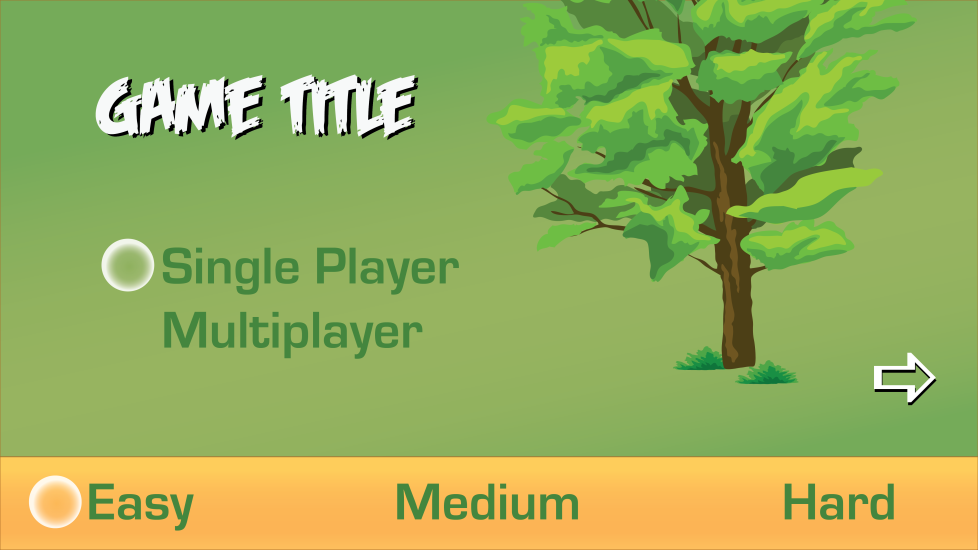 GAME TITLE
Single Player
Multiplayer
Easy Medium Hard